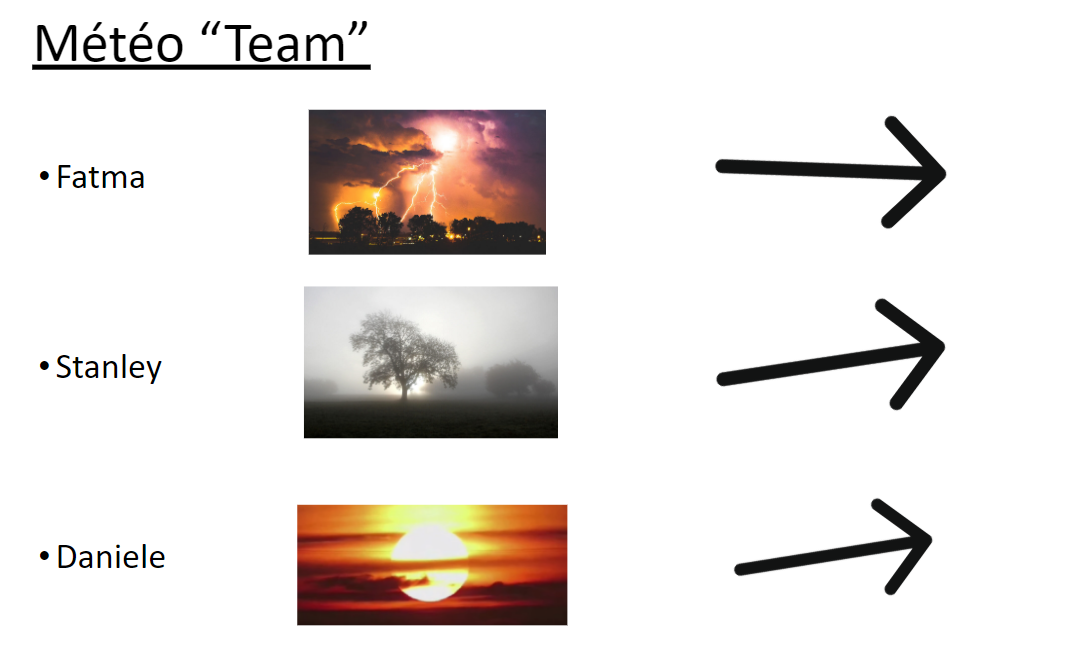 Météo “Team”
• Fatma
• Stanley
• Daniele